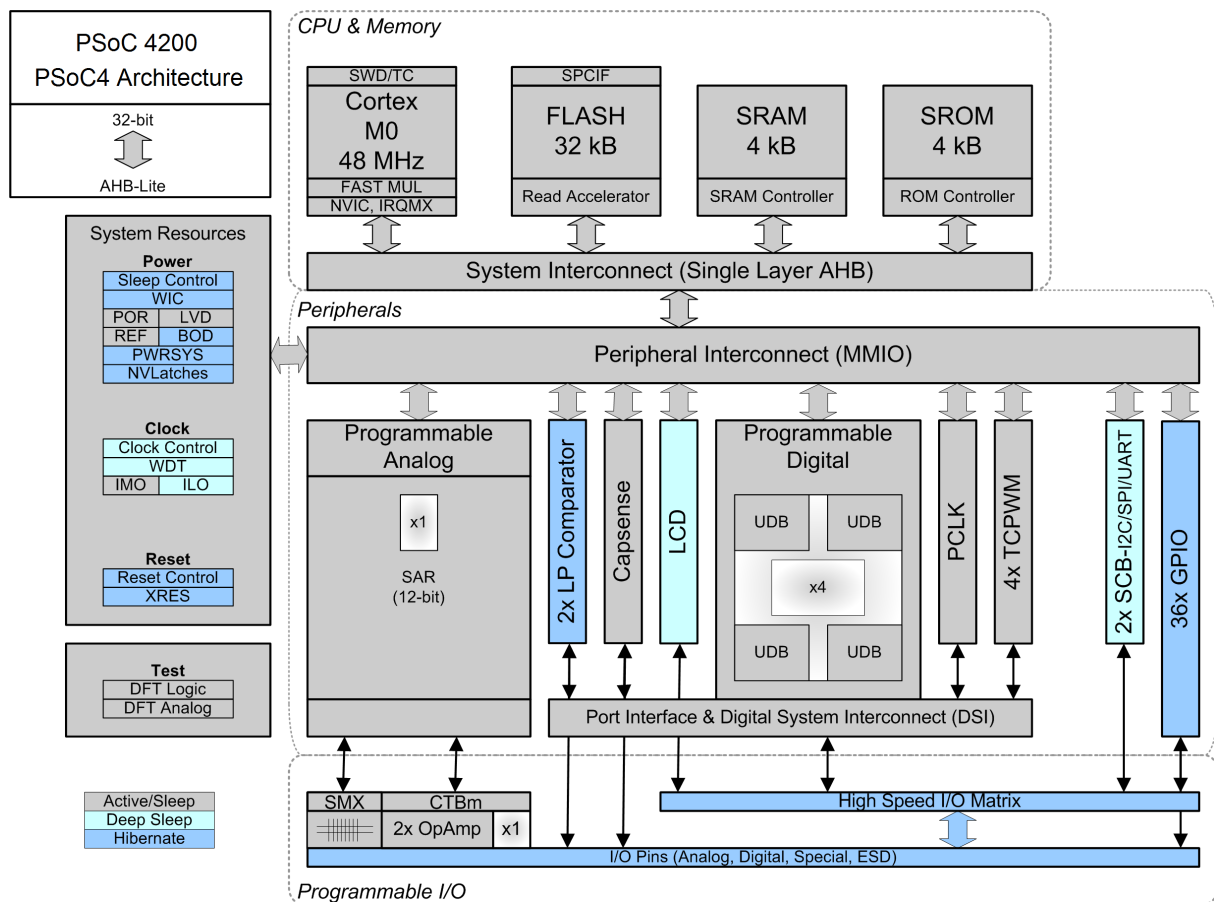 PSoC 4200
PSoC4 Architecture
32-bit
AHB-Lite
CPU & Memory
SWD/TC
Cortex
M0
48 MHz
FAST MUL
NVIC, IRQMX
SPCIF
FLASH
32 kB
Read Accelerator
SRAM
4 kB
SRAM Controller
SROM
4 kB
ROM Controller
System Interconnect (Single Layer AHB)
System Resources
Power
Sleep Control
WIC
POR LVD
REF BOD
PWRSYS
NVLatches
Clock
Clock Control
WDT
IMO ILO
Reset
Reset Control
XRES
Test
DFT Logic
DFT Analog
Active/Sleep
Deep Sleep
Hibernate
Peripherals
Peripheral Interconnect (MMIO)
Programmable
Analog
x1
SAR
(12-bit)
2x LP Comparator
Capsense
LCD
Programmable
Digital
UDB UDB
x4
UDB UDB
PCLK
4x TCPWM
2x SCB-I2C/SPI/UART
36x GPIO
Port Interface & Digital System Interconnect (DSI)
SMX
CTBm
2x OpAmp x1
High Speed I/O Matrix
I/O Pins (Analog, Digital, Special, ESD)
Programmable I/O